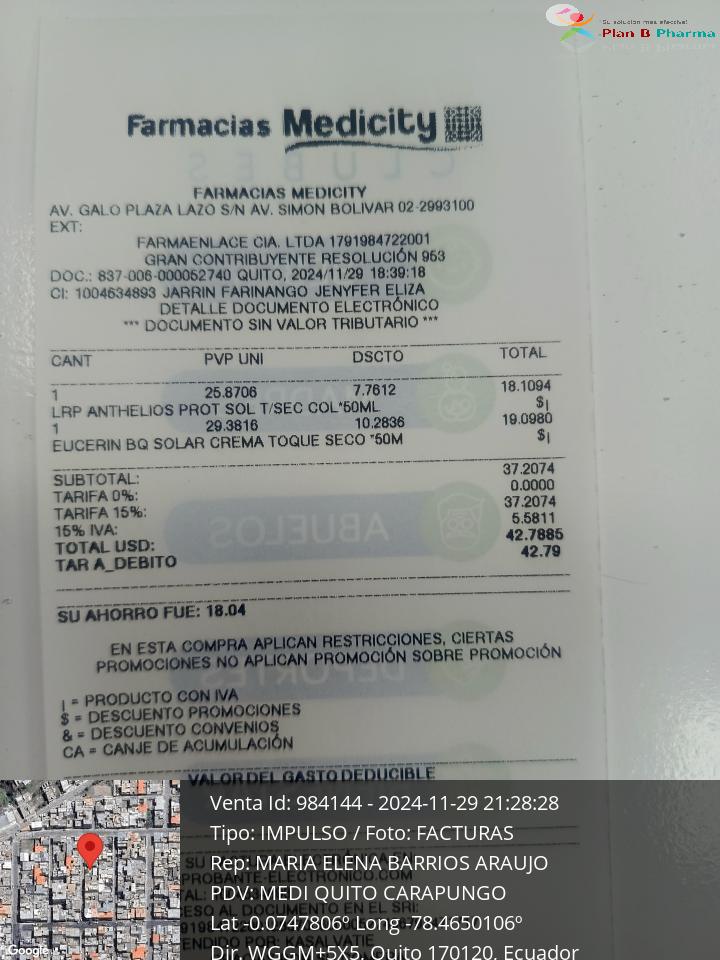 Su solución más efectiva!
Plan B Pharma
Farmacias Medicity
CLUBES
FARMACIAS MEDICITY
AV. GALO PLAZA LAZO S/N AV. SIMON BOLIVAR 02-2993100
EXT:
FARMAENLACE CIA. LTDA 1791984722001
GRAN CONTRIBUYENTE RESOLUCIÓN 953
DOC.: 837-006-000052740 QUITO, 2024/11/29 18:39:18
CI: 1004634893 JARRIN FARINANGO JENYFER ELIZA
DETALLE DOCUMENTO ELECTRÓNICO
*** DOCUMENTO SIN VALOR TRIBUTARIO ***
CANT PVP UNI DSCTO TOTAL
1 25.8706 7.7612 18.1094
LRP ANTHELIOS PROT SOL T/SEC COL*50ML $|
1 29.3816 10.2836 19.0980
EUCERIN BQ SOLAR CREMA TOQUE SECO *50M $|
SUBTOTAL: 37.2074
TARIFA 0%: 0.0000
TARIFA 15%: 37.2074
15% IVA: 5.5811
TOTAL USD: 42.7885
TAR A_DEBITO 42.79
ABUELOS
SU AHORRO FUE: 18.04
EN ESTA COMPRA APLICAN RESTRICCIONES, CIERTAS
PROMOCIONES NO APLICAN PROMOCIÓN SOBRE PROMOCIÓN
DEPORTES
| = PRODUCTO CON IVA
$ = DESCUENTO PROMOCIONES
& = DESCUENTO CONVENIOS
CA = CANJE DE ACUMULACIÓN
VALOR DEL GASTO DEDUCIBLE
Venta Id: 984144 - 2024-11-29 21:28:28
Tipo: IMPULSO / Foto: FACTURAS
Rep: MARIA ELENA BARRIOS ARAUJO
PDV: MEDI QUITO CARAPUNGO
Lat -0.0747806º Long -78.4650106º
Dir. WGGM+5X5, Quito 170120, Ecuador
Google